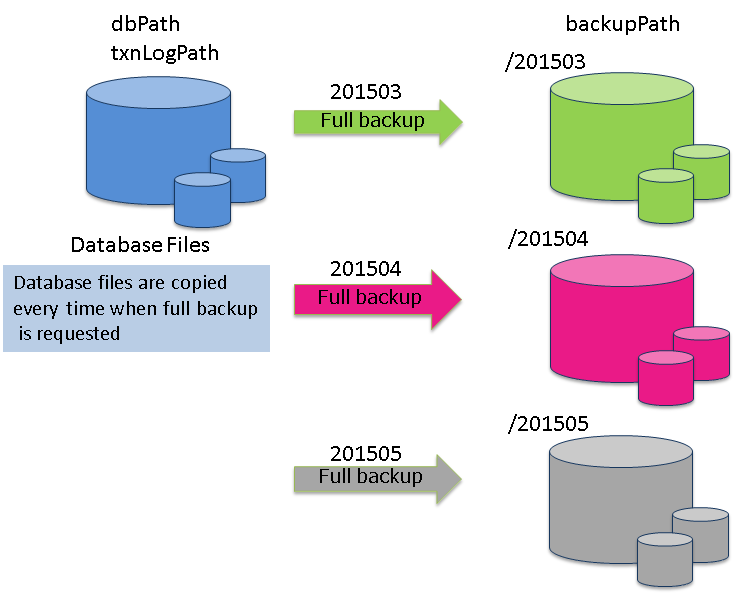 dbPath
txnLogPath
backupPath
201503
Full backup
/201503
Database Files
Database files are copied
every time when full backup
is requested
201504
Full backup
/201504
201505
Full backup
/201505